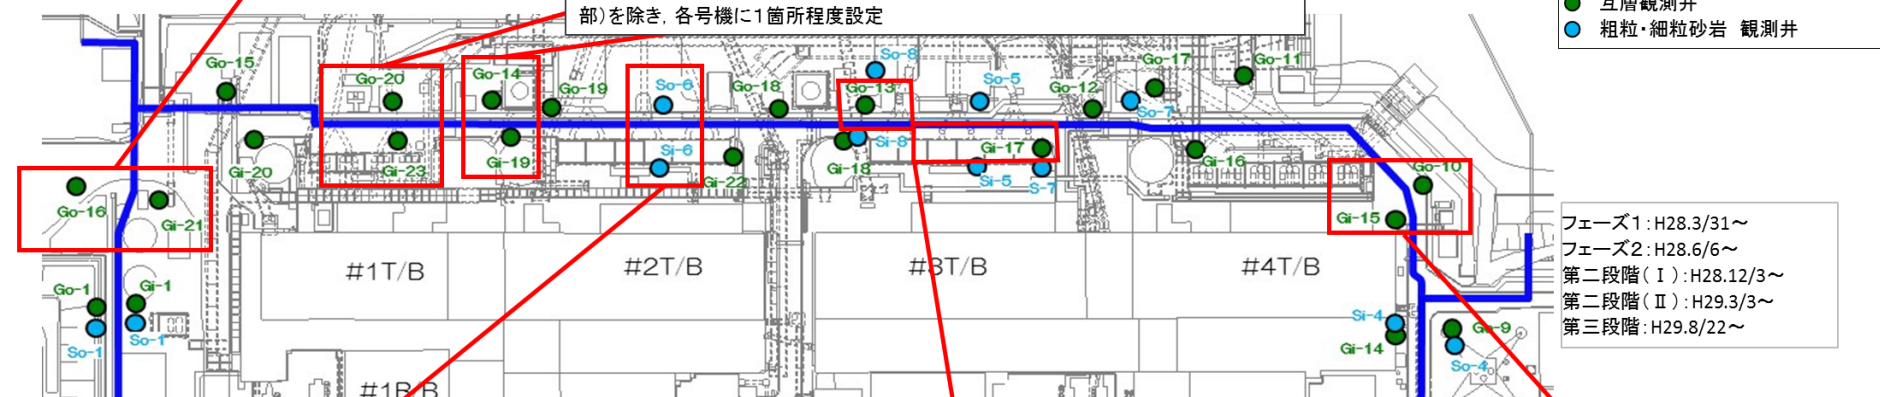 部)を除き，各号機に1箇所程度設定
互層観測井
粗粒・細粒砂岩　観測井
So-8
Go-15
Go-20
Go-14
Go-19
So-6
Go-18
Go-13
So-5
Go-12
Go-17
So-7
Go-11
Gi-20
Gi-23
Gi-19
Si-6
Gi-22
Gi-18
Si-8
Gi-17
Si-5
S-7
Gi-16
Go-10
Gi-15
Go-16
Gi-21
#1T/B
#2T/B
#3T/B
#4T/B
フェーズ1：H28.3/31～
フェーズ2：H28.6/6～
第二段階(Ⅰ)：H28.12/3～
第二段階(Ⅱ)：H29.3/3～
第三段階：H29.8/22～
Go-1
Gi-1
So-1
So-1
Si-4
Gi-14
Go-9
So-4
#1R/B